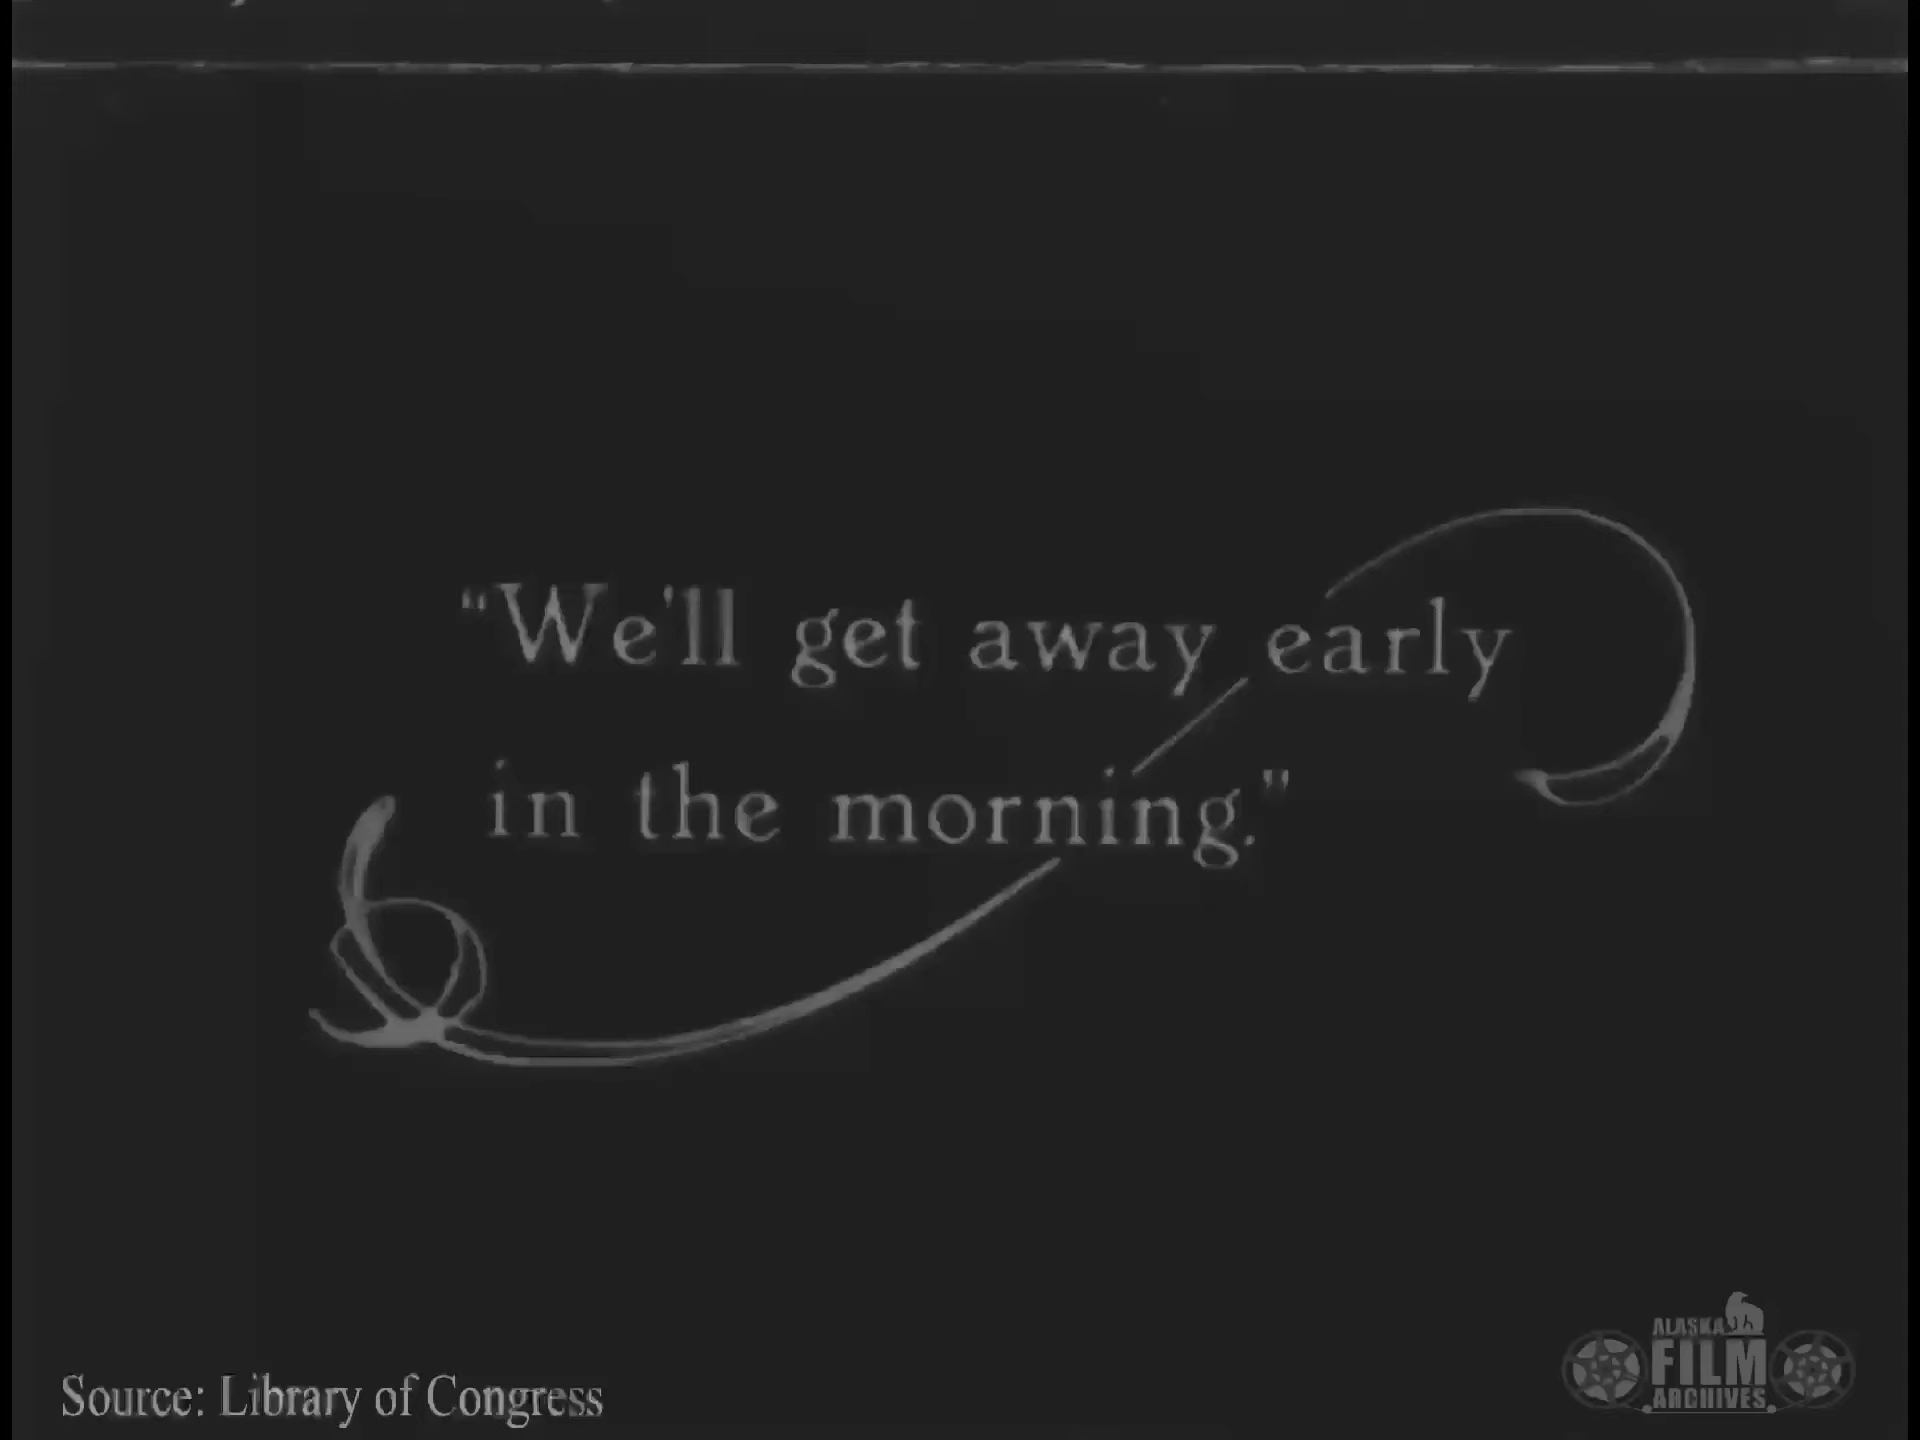 "We'll get away early
in the morning."
Source: Library of Congress
ALASKA
FILM
ARCHIVES